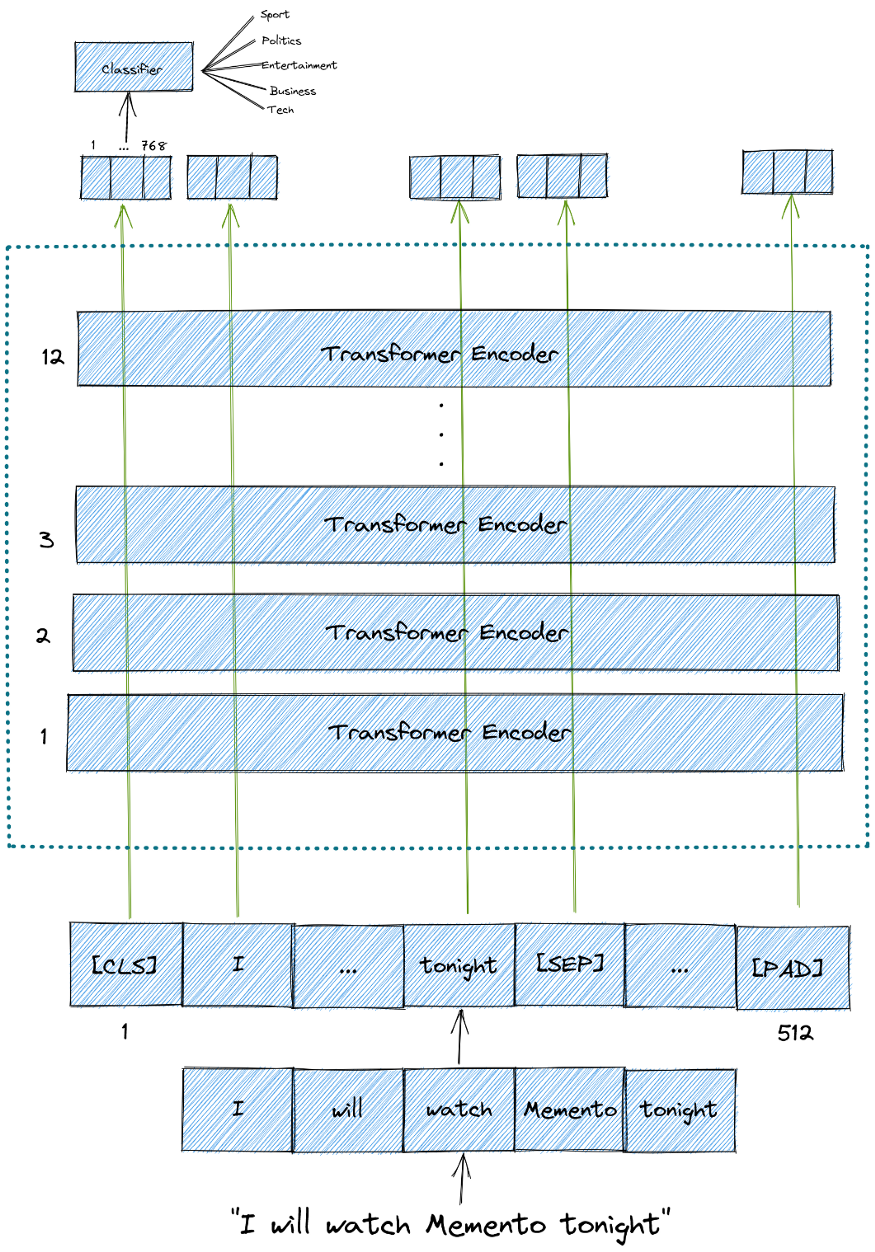 Sport
Politics
Classifier
Entertainment
Business
Tech
1 ... 768
12 Transformer Encoder
.
.
.
3 Transformer Encoder
2 Transformer Encoder
1 Transformer Encoder
[CLS] I ... tonight [SEP] ... [PAD]
1 512
I will watch Memento tonight
"I will watch Memento tonight"